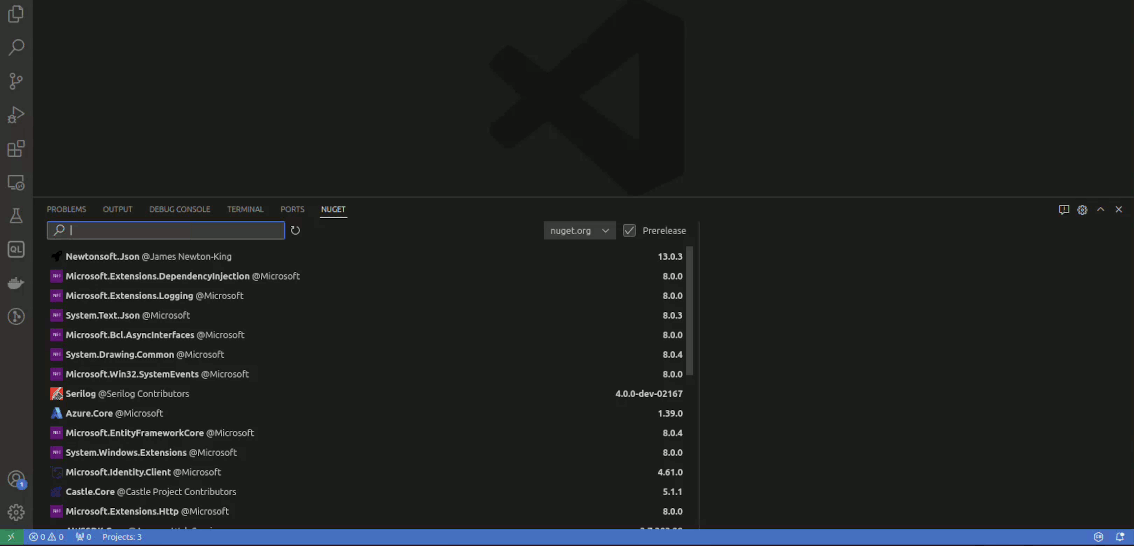 PROBLEMS OUTPUT DEBUG CONSOLE TERMINAL PORTS NUGET
nuget.org Prerelease
Newtonsoft.Json @James Newton-King 13.0.3
Microsoft.Extensions.DependencyInjection @Microsoft 8.0.0
Microsoft.Extensions.Logging @Microsoft 8.0.0
System.Text.Json @Microsoft 8.0.3
Microsoft.Bcl.AsyncInterfaces @Microsoft 8.0.0
System.Drawing.Common @Microsoft 8.0.4
Microsoft.Win32.SystemEvents @Microsoft 8.0.0
Serilog @Serilog Contributors 4.0.0-dev-02167
Azure.Core @Microsoft 1.39.0
Microsoft.EntityFrameworkCore @Microsoft 8.0.4
System.Windows.Extensions @Microsoft 8.0.0
Microsoft.Identity.Client @Microsoft 4.61.0
Castle.Core @Castle Project Contributors 5.1.1
Microsoft.Extensions.Http @Microsoft 8.0.0
QL
1
0 0 0 Projects: 3